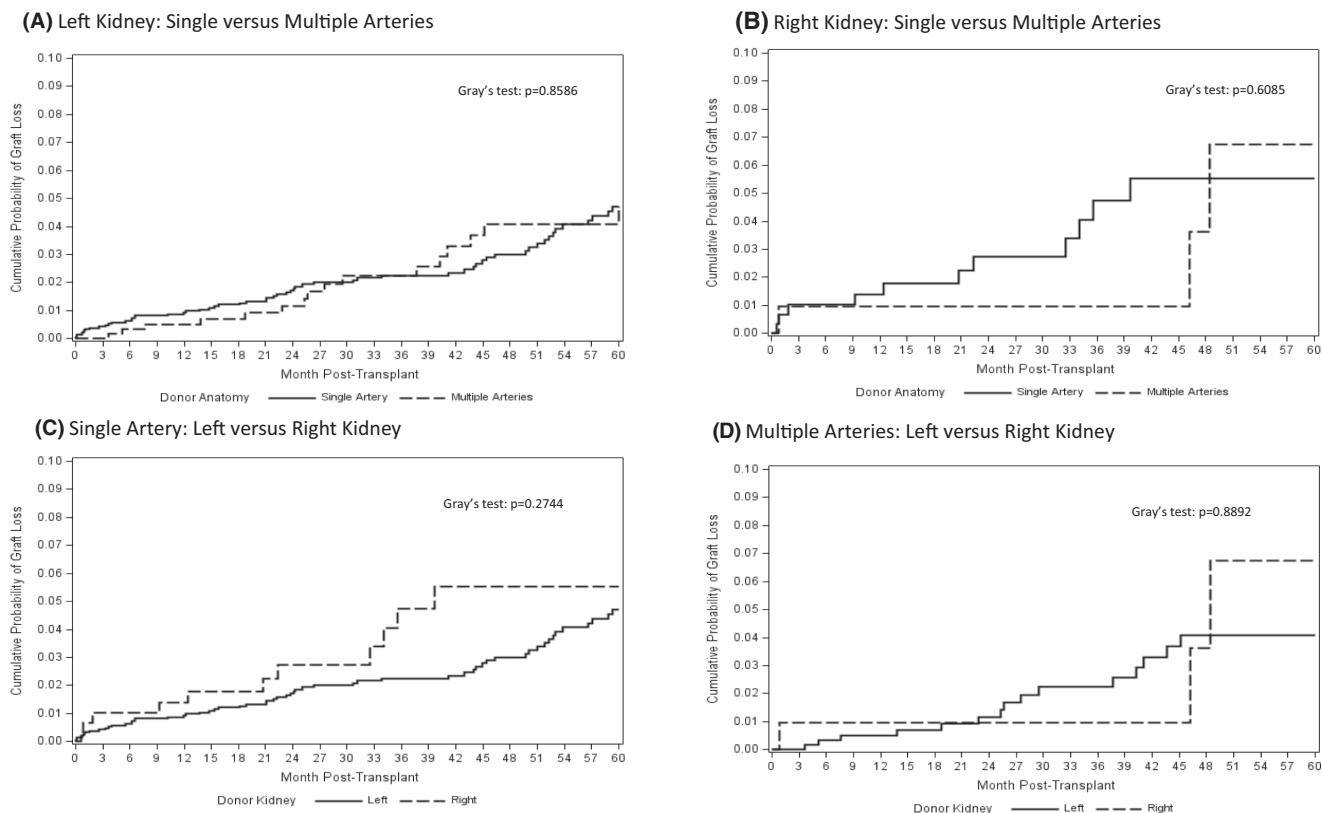 (A) Left Kidney: Single versus Multiple Arteries
Cumulative Probability of Graft Loss
0.10
0.09
0.08
0.07
0.06
0.05
0.04
0.03
0.02
0.01
0.00
Gray's test: p=0.8586
0 3 6 9 12 15 18 21 24 27 30 33 36 39 42 45 48 51 54 57 60
Month Post-Transplant
Donor Anatomy Single Artery Multiple Arteries
(B) Right Kidney: Single versus Multiple Arteries
Cumulative Probability of Graft Loss
0.10
0.09
0.08
0.07
0.06
0.05
0.04
0.03
0.02
0.01
0.00
Gray's test: p=0.6085
0 3 6 9 12 15 18 21 24 27 30 33 36 39 42 45 48 51 54 57 60
Month Post-Transplant
Donor Anatomy Single Artery Multiple Arteries
(C) Single Artery: Left versus Right Kidney
Cumulative Probability of Graft Loss
0.10
0.09
0.08
0.07
0.06
0.05
0.04
0.03
0.02
0.01
0.00
Gray's test: p=0.2744
0 3 6 9 12 15 18 21 24 27 30 33 36 39 42 45 48 51 54 57 60
Month Post-Transplant
Donor Kidney Left Right
(D) Multiple Arteries: Left versus Right Kidney
Cumulative Probability of Graft Loss
0.10
0.09
0.08
0.07
0.06
0.05
0.04
0.03
0.02
0.01
0.00
Gray's test: p=0.8892
0 3 6 9 12 15 18 21 24 27 30 33 36 39 42 45 48 51 54 57 60
Month Post-Transplant
Donor Kidney Left Right